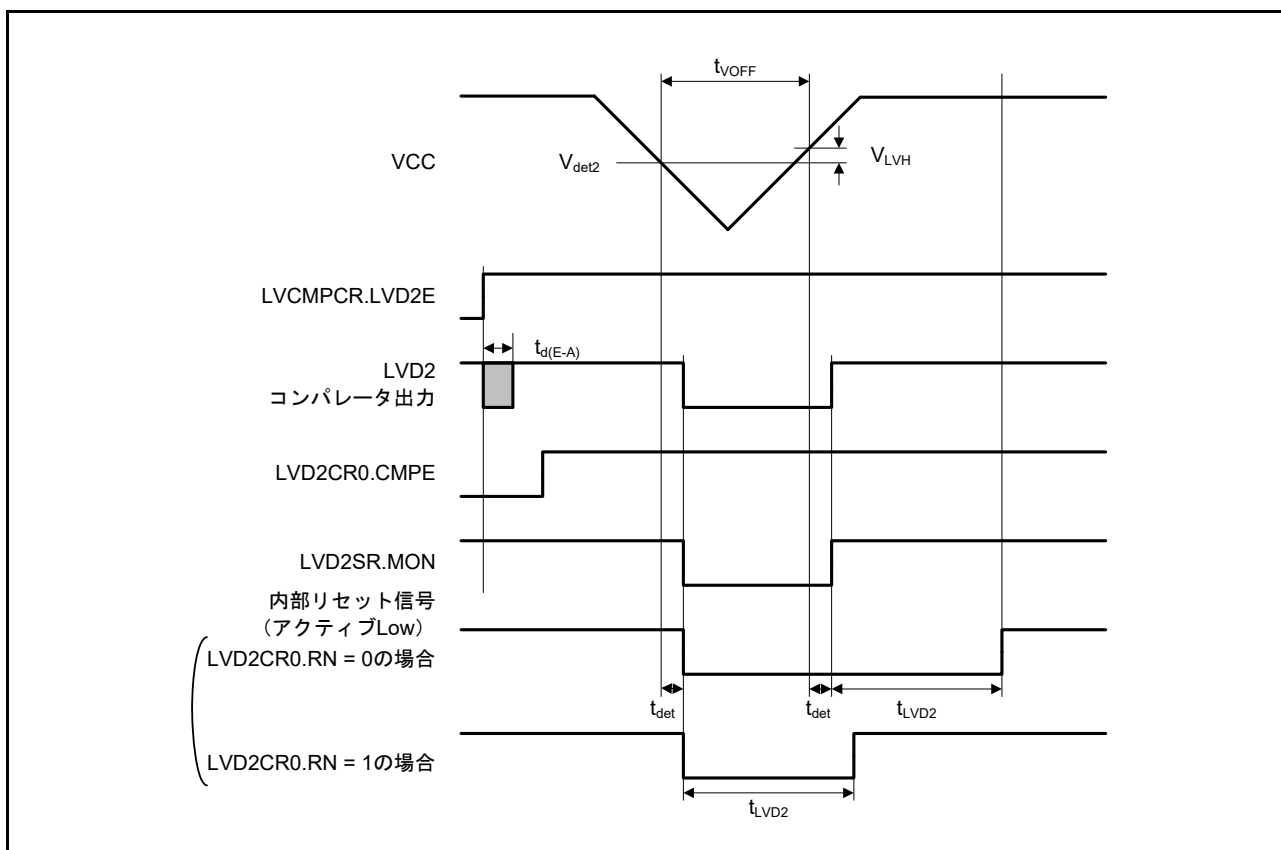 tVOFF
VCC
Vdet2
VLVH
LVCMPCR.LVD2E
td(E-A)
LVD2
コンパレータ出力
LVD2CR0.CMPE
LVD2SR.MON
内部リセット信号
（アクティブLow）
LVD2CR0.RN = 0の場合
tdet
tdet
tLVD2
LVD2CR0.RN = 1の場合
tLVD2